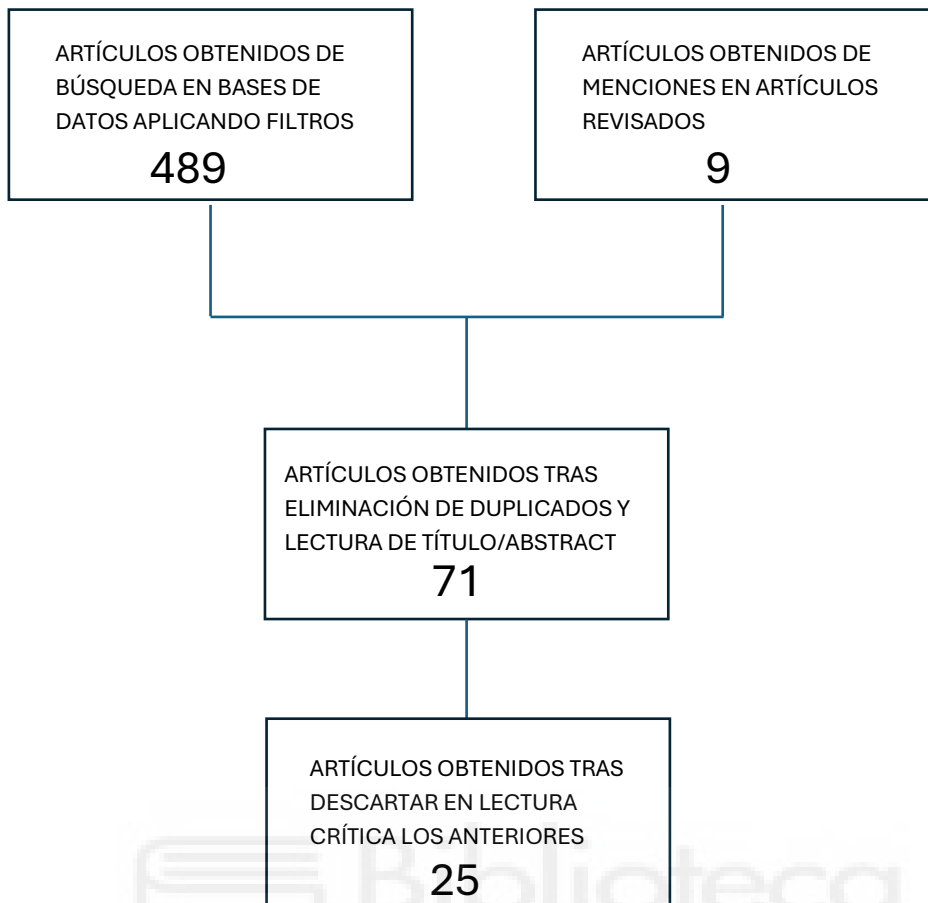 ARTÍCULOS OBTENIDOS DE
BÚSQUEDA EN BASES DE
DATOS APLICANDO FILTROS
489
ARTÍCULOS OBTENIDOS DE
MENCIONES EN ARTÍCULOS
REVISADOS
9
ARTÍCULOS OBTENIDOS TRAS
ELIMINACIÓN DE DUPLICADOS Y
LECTURA DE TÍTULO/ABSTRACT
71
ARTÍCULOS OBTENIDOS TRAS
DESCARTAR EN LECTURA
CRÍTICA LOS ANTERIORES
25
Biblioteca